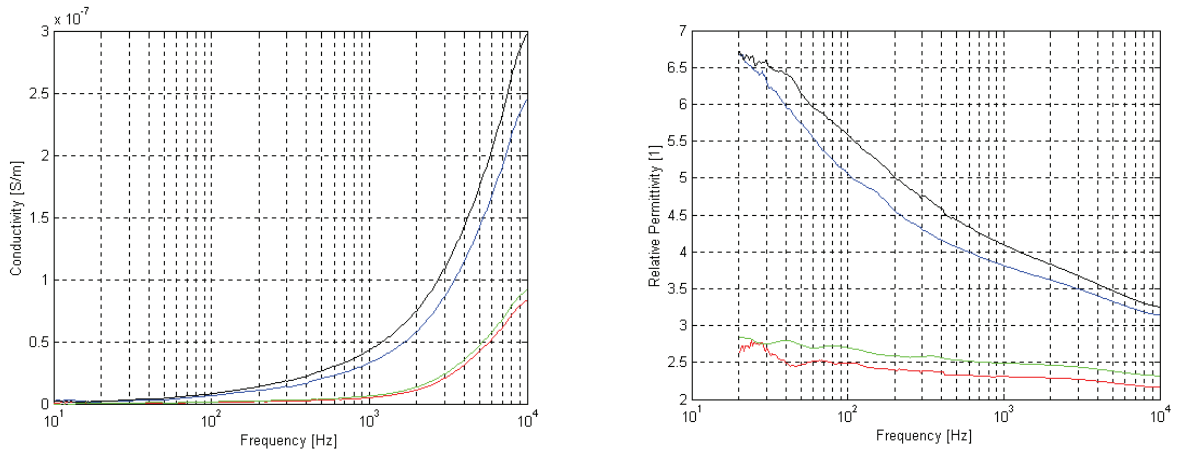 x 10^-7
3
2.5
2
1.5
1
0.5
0
10^1 10^2 10^3 10^4
Frequency [Hz]
Conductivity [S/m]
7
6.5
6
5.5
5
4.5
4
3.5
3
2.5
2
10^1 10^2 10^3 10^4
Frequency [Hz]
Relative Permittivity [1]